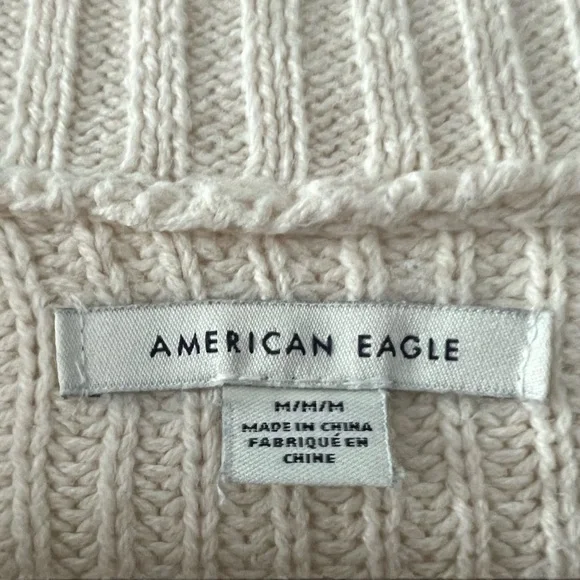 AMERICAN EAGLE
M/M/M
MADE IN CHINA
FABRIQUÉ EN
CHINE